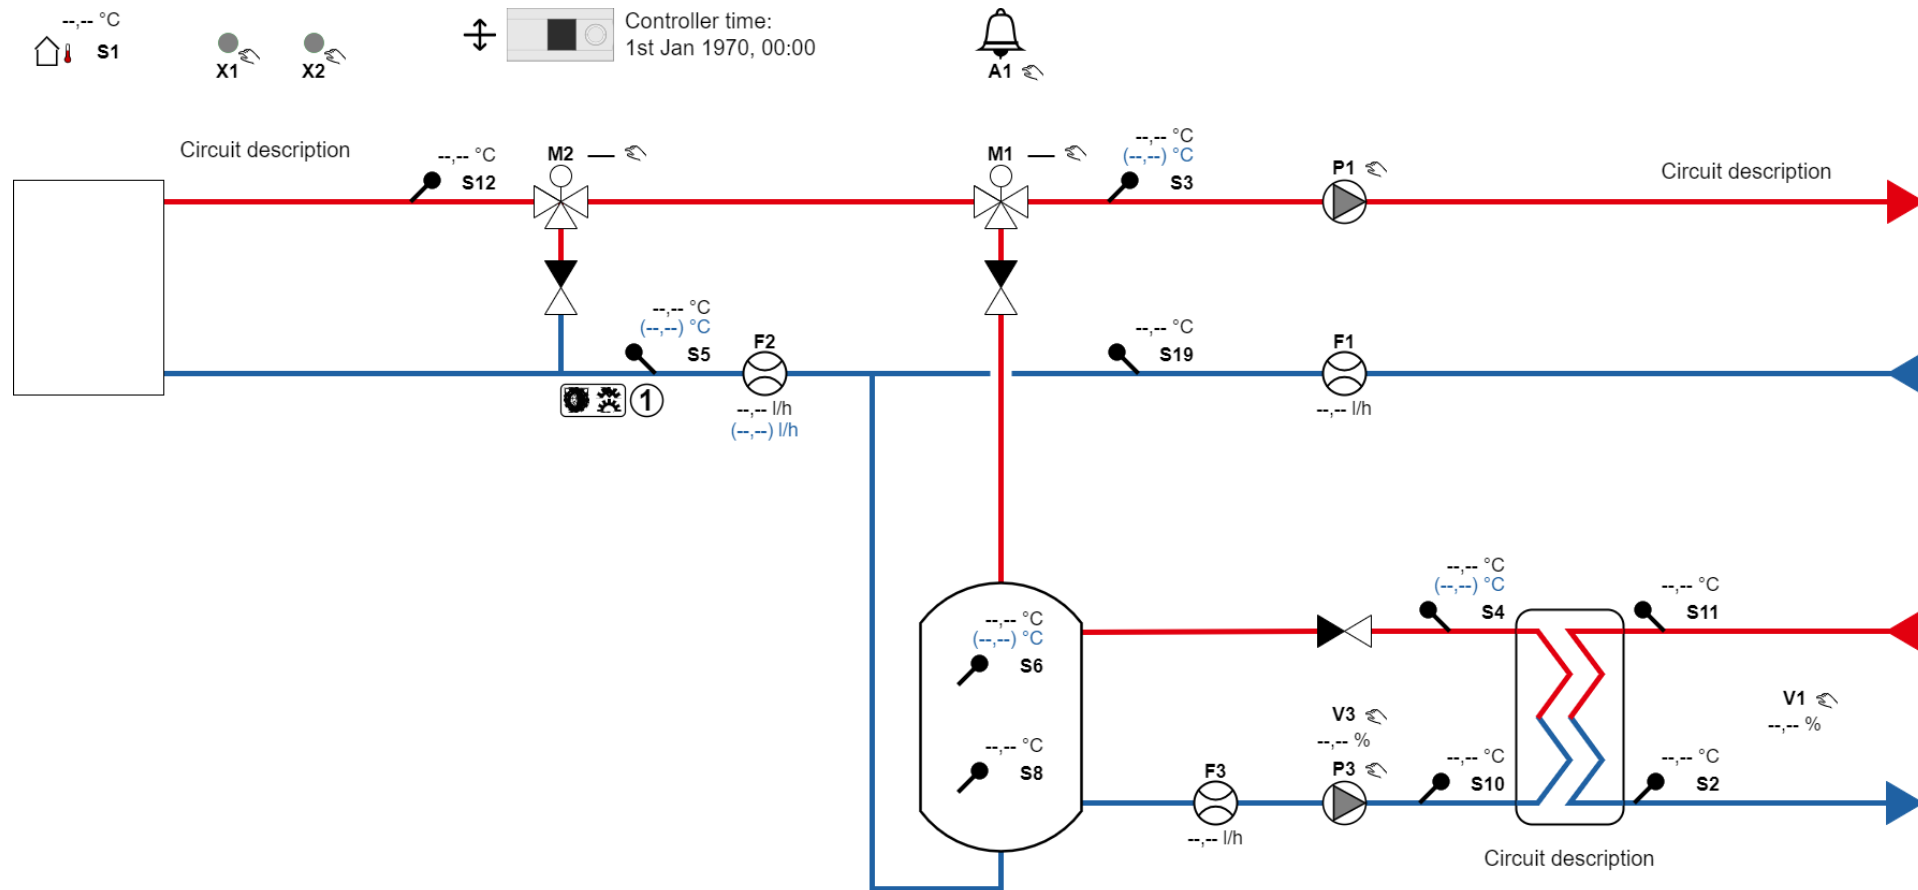 --,-- °C
S1
X1
X2
Controller time:
1st Jan 1970, 00:00
A1
Circuit description
--,-- °C
S12
M2
M1
--,-- °C
(--,--) °C
S3
P1
Circuit description
--,-- °C
(--,--) °C
S5
F2
--,-- l/h
(--,--) l/h
1
--,-- °C
S19
F1
--,-- l/h
--,-- °C
(--,--) °C
S6
--,-- °C
S8
--,-- °C
(--,--) °C
S4
--,-- °C
S11
V3
--,-- %
P3
F3
--,-- l/h
--,-- °C
S10
--,-- °C
S2
V1
--,-- %
Circuit description